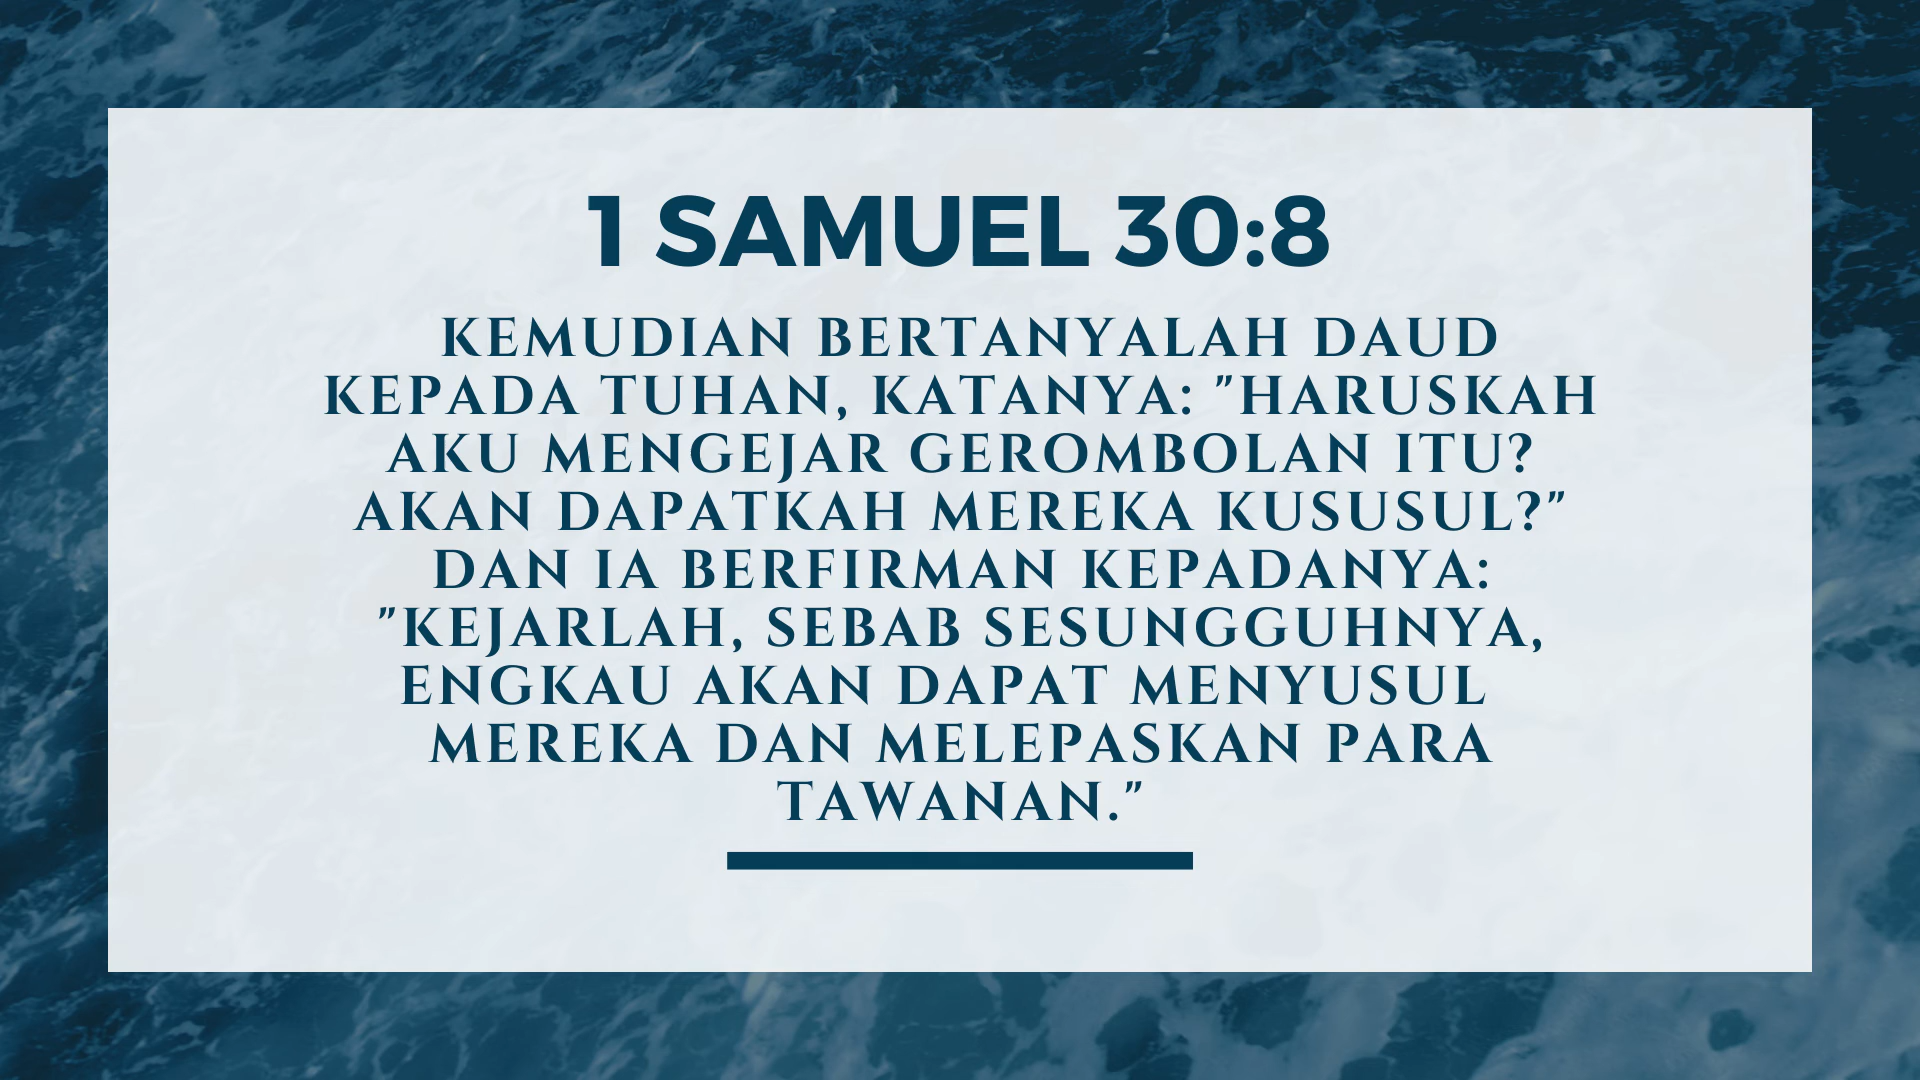 1 SAMUEL 30:8
KEMUDIAN BERTANYALAH DAUD
KEPADA TUHAN, KATANYA: "HARUSKAH
AKU MENGEJAR GEROMBOLAN ITU?
AKAN DAPATKAH MEREKA KUSUSUL?"
DAN IA BERFIRMAN KEPADANYA:
"KEJARLAH, SEBAB SESUNGGUHNYA,
ENGKAU AKAN DAPAT MENYUSUL
MEREKA DAN MELEPASKAN PARA
TAWANAN."